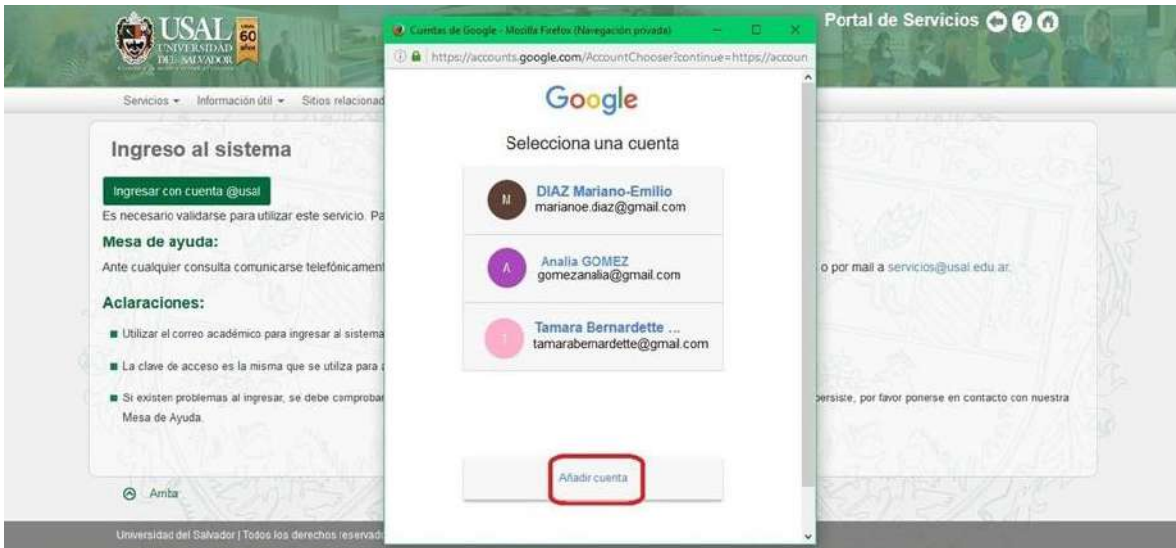 USAL
UNIVERSIDAD
DEL SALVADOR
60
años
Portal de Servicios
Servicios Información útil Sitios relacionad
Ingreso al sistema
Ingresar con cuenta @usal
Es necesario validarse para utilizar este servicio. Pa
Mesa de ayuda:
Ante cualquier consulta comunicarse telefónicament
o por mail a servicios@usal.edu.ar.
Aclaraciones:
Utilizar el correo académico para ingresar al sistema
La clave de acceso es la misma que se utiliza para
Si existen problemas al ingresar, se debe comprobar
persiste, por favor ponerse en contacto con nuestra
Mesa de Ayuda.
Arriba
Universidad del Salvador | Todos los derechos reservad
Cuentas de Google - Mozilla Firefox (Navegación privada)
https://accounts.google.com/AccountChooser?continue=https://accoun
Google
Selecciona una cuenta
M
DIAZ Mariano-Emilio
marianoe.diaz@gmail.com
A
Analia GOMEZ
gomezanalia@gmail.com
T
Tamara Bernardette ...
tamarabernardette@gmail.com
Añadir cuenta